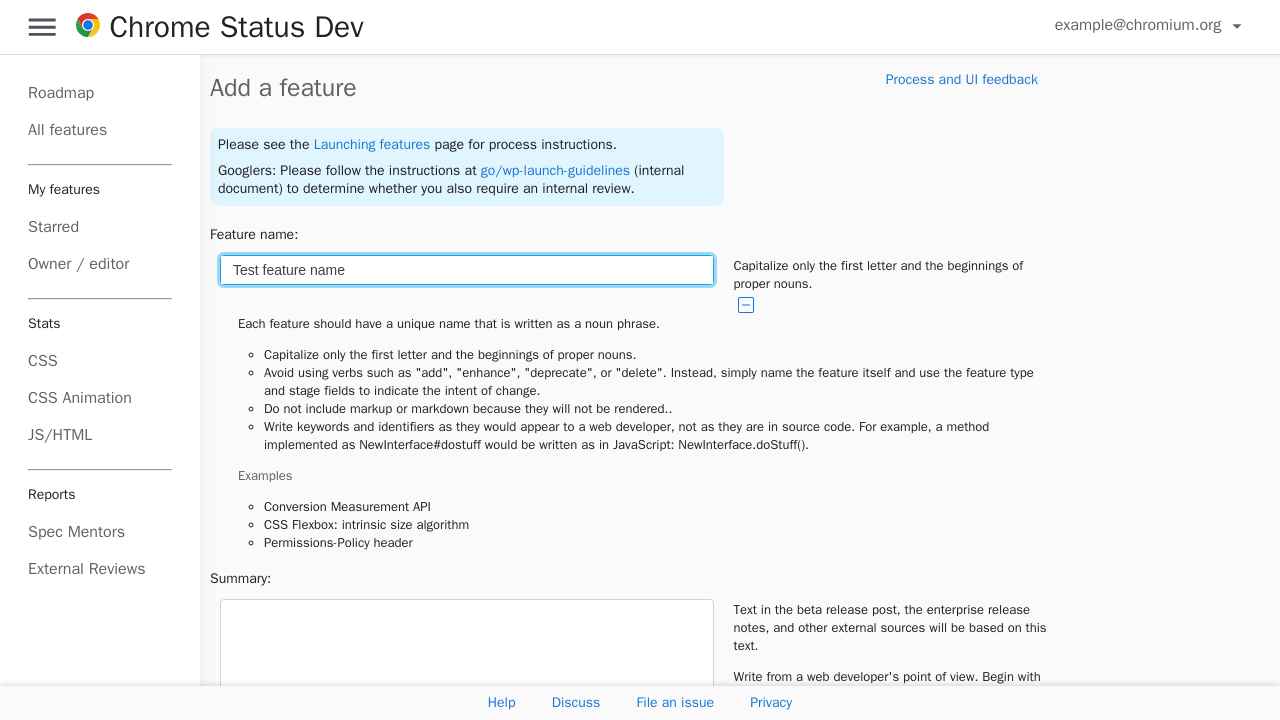 Chrome Status Dev
example@chromium.org
Roadmap
All features
My features
Starred
Owner / editor
Stats
CSS
CSS Animation
JS/HTML
Reports
Spec Mentors
External Reviews
Add a feature
Process and UI feedback
Please see the Launching features page for process instructions.
Googlers: Please follow the instructions at go/wp-launch-guidelines (internal
document) to determine whether you also require an internal review.
Feature name:
Test feature name
Capitalize only the first letter and the beginnings of
proper nouns.
Each feature should have a unique name that is written as a noun phrase.
Capitalize only the first letter and the beginnings of proper nouns.
Avoid using verbs such as "add", "enhance", "deprecate", or "delete". Instead, simply name the feature itself and use the feature type
and stage fields to indicate the intent of change.
Do not include markup or markdown because they will not be rendered..
Write keywords and identifiers as they would appear to a web developer, not as they are in source code. For example, a method
implemented as NewInterface#dostuff would be written as in JavaScript: NewInterface.doStuff().
Examples
Conversion Measurement API
CSS Flexbox: intrinsic size algorithm
Permissions-Policy header
Summary:
Text in the beta release post, the enterprise release
notes, and other external sources will be based on this
text.
Write from a web developer's point of view. Begin with
Help
Discuss
File an issue
Privacy